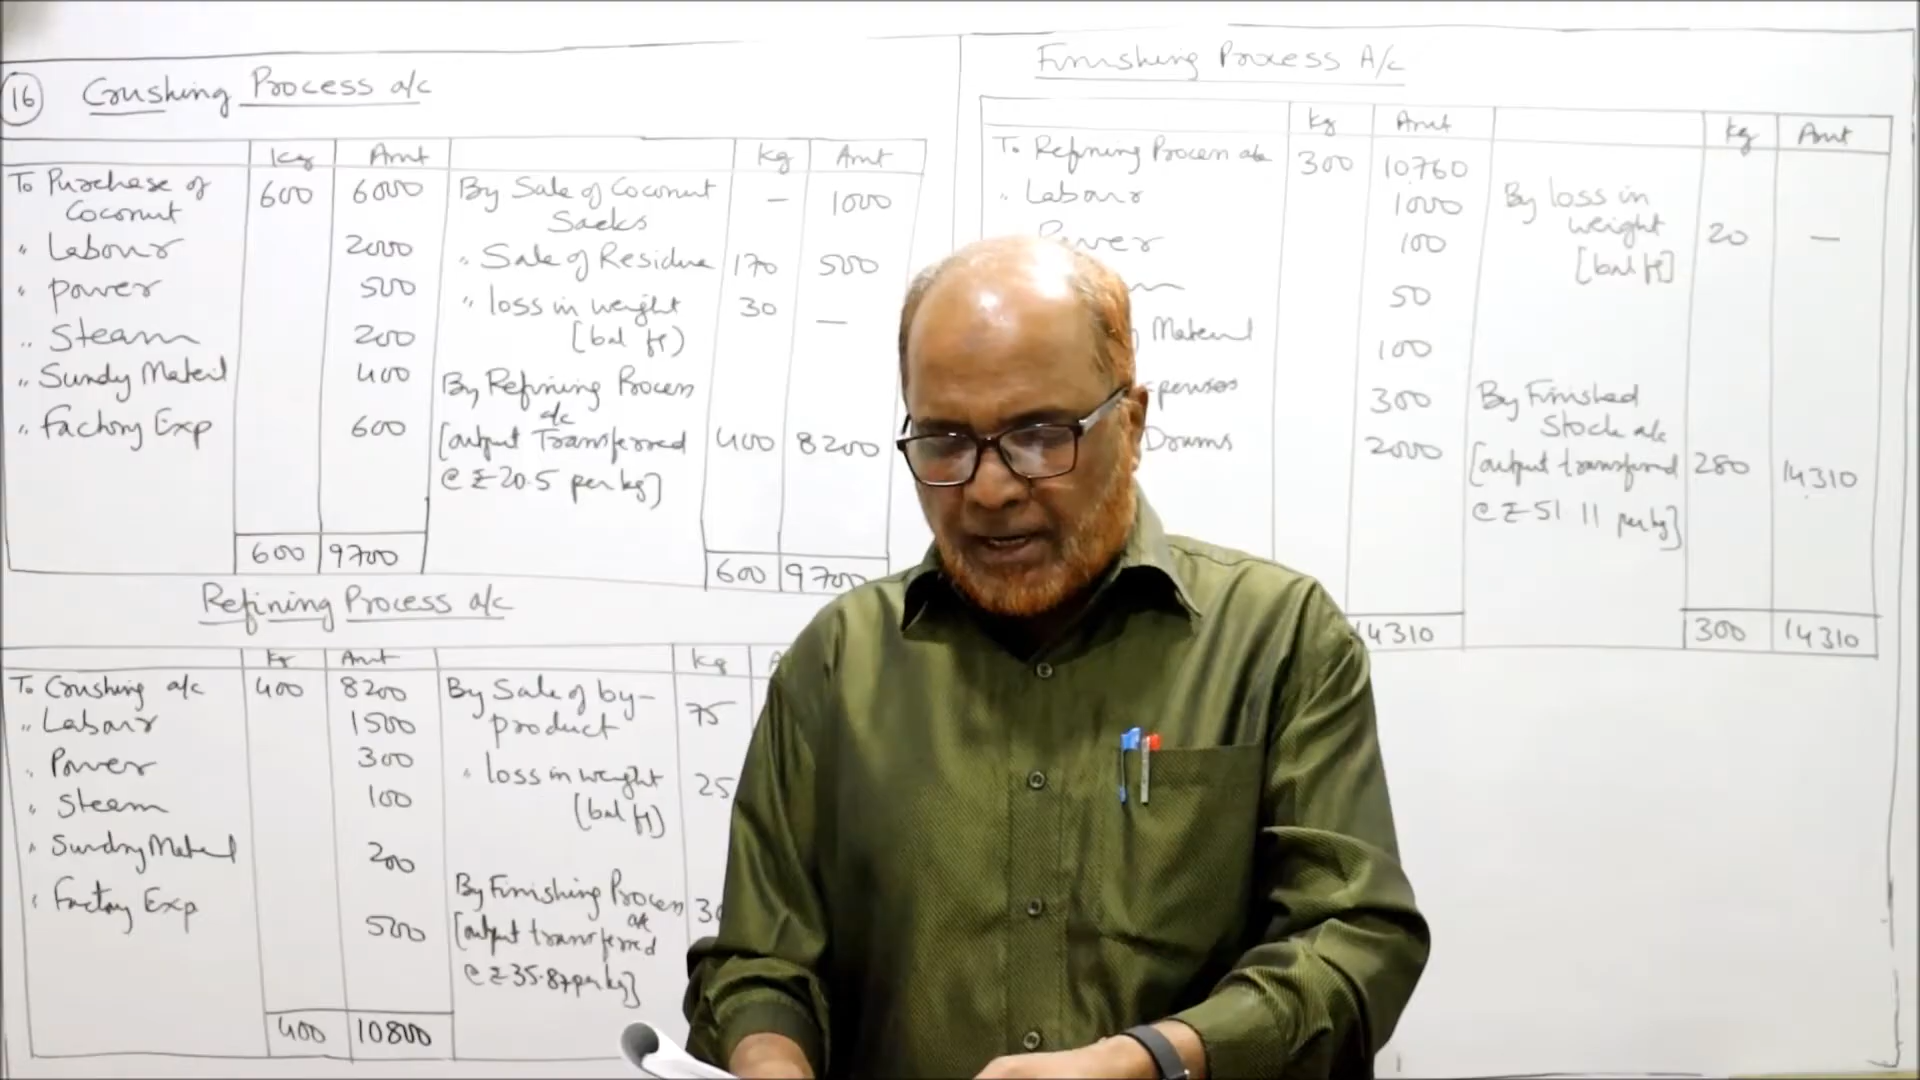 16 Crushing Process a/c
Kg Amt Kg Amt
To Purchase of Coconut 600 6000 By Sale of Coconut Sacks — 1000
" Labour 2000 " Sale of Residue 170 500
" power 500 " loss in weight [bal fi) 30 —
" Steam 200
" Sundry Materil 400 By Refining Process a/c
" Factory Exp 600 [output Transferred 400 8200
@ ₹20.5 per kg]
600 9700 600 9700
Refining Process a/c
Kg Amt Kg
To Crushing a/c 400 8200 By Sale of by-product 75
" Labour 1500
" Power 300 " loss in weight 25
" Steam 100 (bal fi)
" Sundry Materl 200
" Factory Exp 500 By Finishing Process a/c
[output transferred
@ ₹35.87 per kg]
400 10800
Finishing Process A/c
Kg Amt Kg Amt
To Refining Process a/c 300 10760
" Labour 1000 By loss in weight 20 —
Power 100 [bal fi]
50
Material 100
300 By Finished Stock a/c
Drums 2000 [output transferred 280 14310
@ ₹51.11 per kg]
14310 300 14310